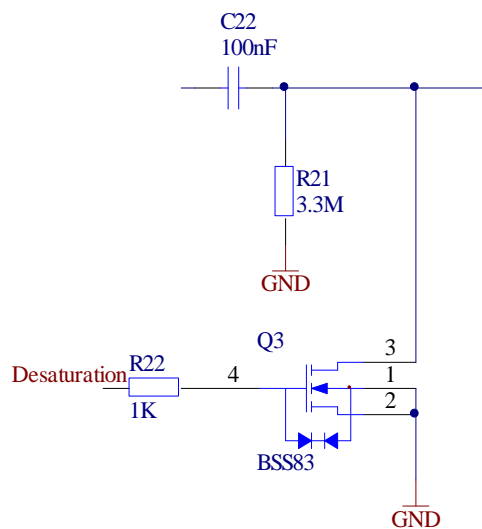 C22
100nF
R21
3.3M
GND
Q3
3
Desaturation
R22
4
1
1K
2
BSS83
GND